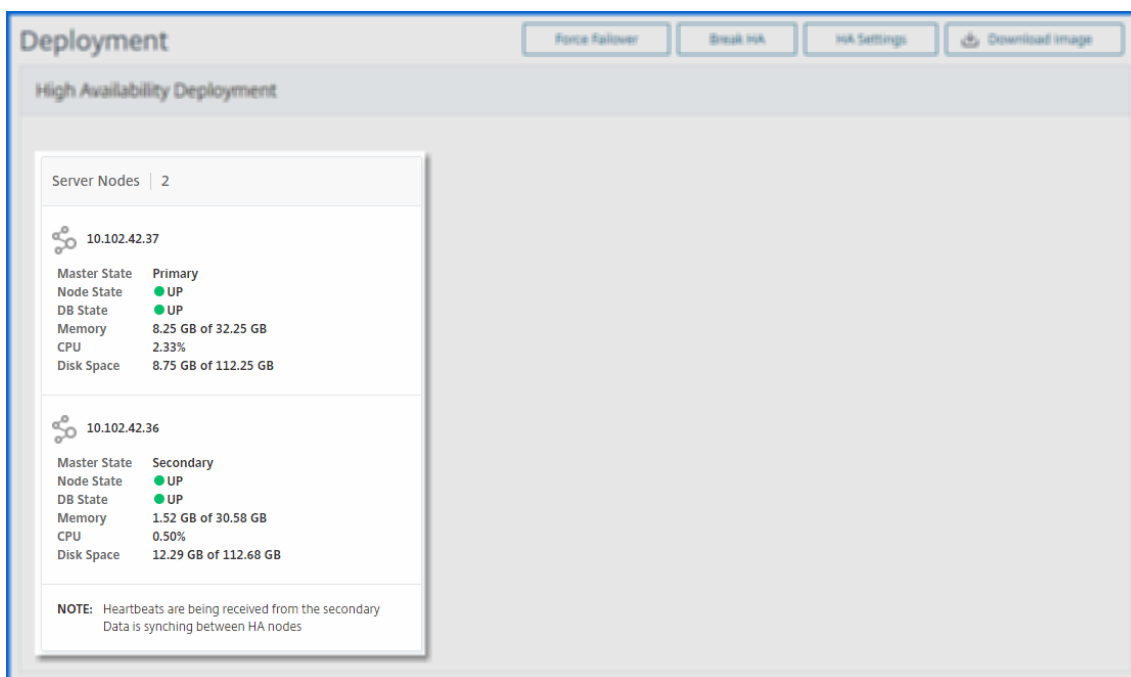 Deployment
Force Failover
Break HA
HA Settings
Download Image
High Availability Deployment
Server Nodes 2
10.102.42.37
Master State Primary
Node State UP
DB State UP
Memory 8.25 GB of 32.25 GB
CPU 2.33%
Disk Space 8.75 GB of 112.25 GB
10.102.42.36
Master State Secondary
Node State UP
DB State UP
Memory 1.52 GB of 30.58 GB
CPU 0.50%
Disk Space 12.29 GB of 112.68 GB
NOTE: Heartbeats are being received from the secondary
Data is synching between HA nodes